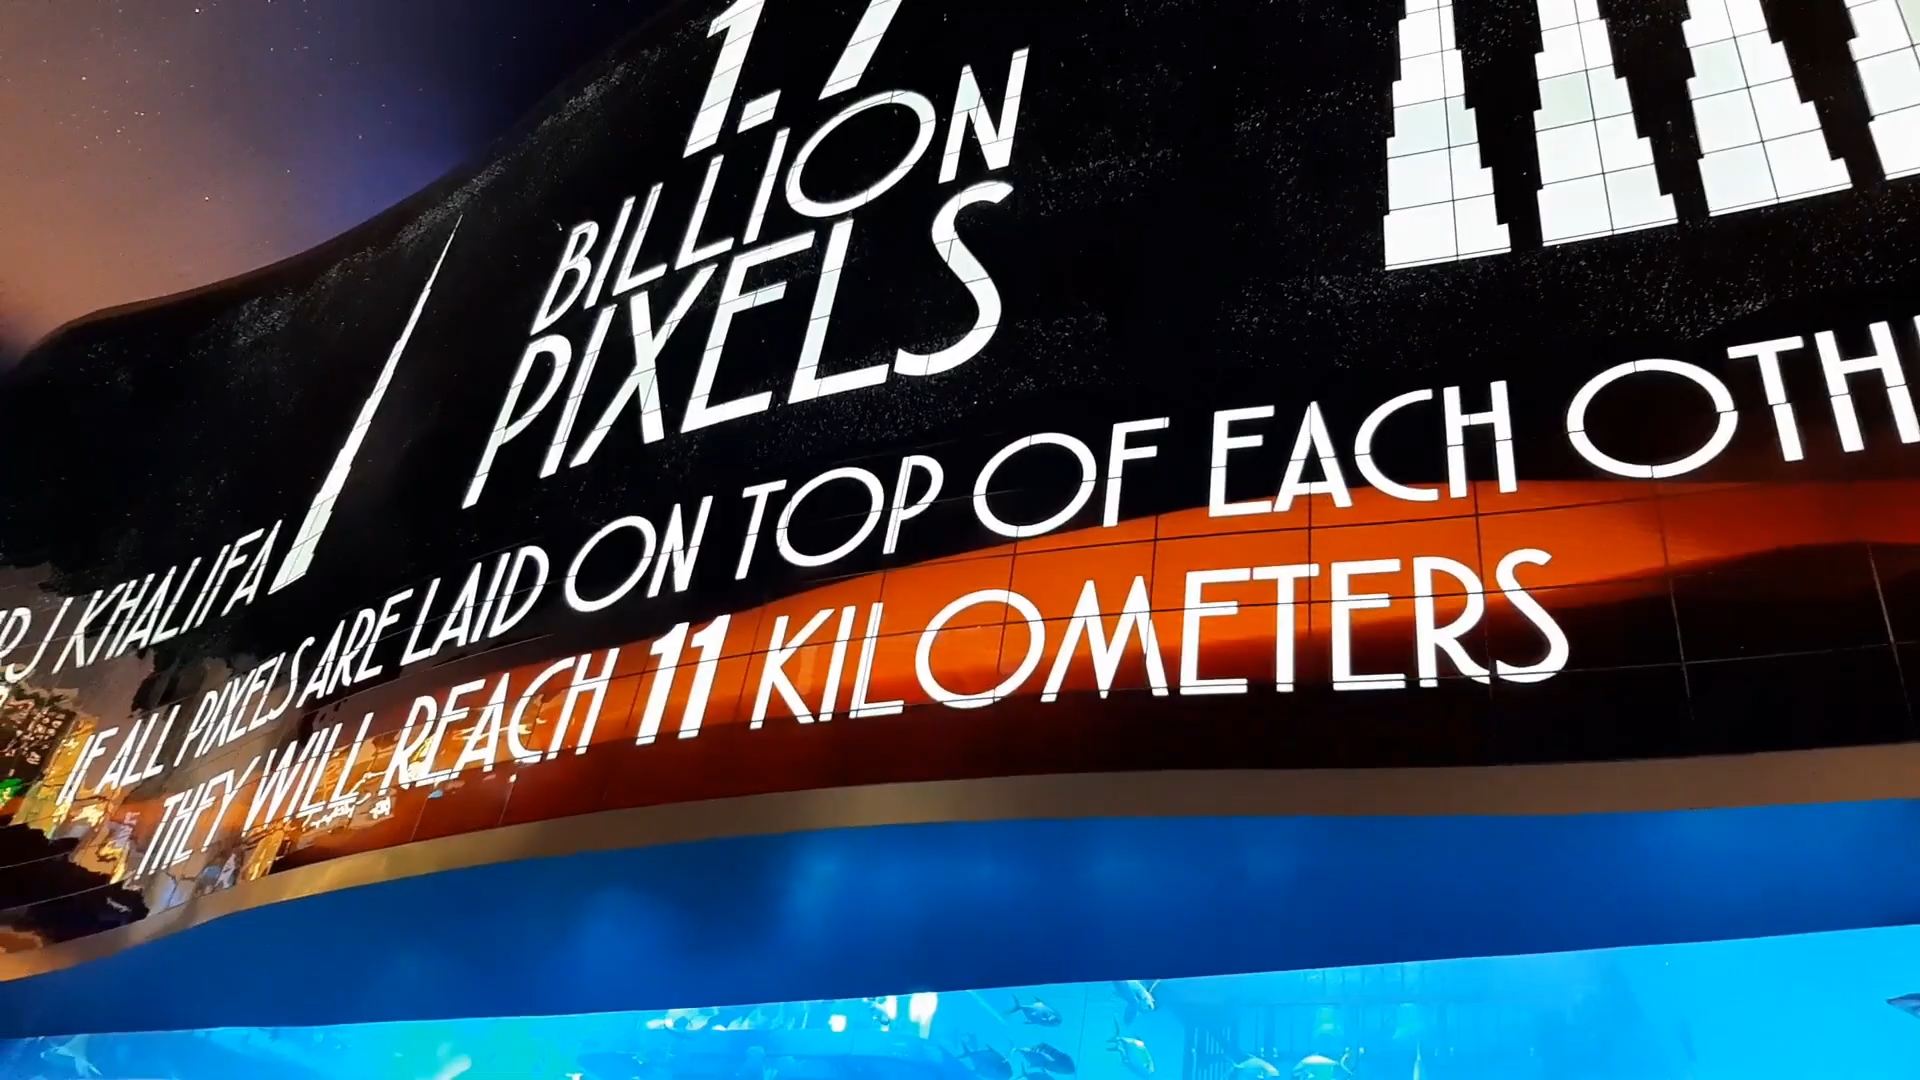 1.7
BILLION
PIXELS
RJ KHALIFA
IF ALL PIXELS ARE LAID ON TOP OF EACH OTH
THEY WILL REACH 11 KILOMETERS